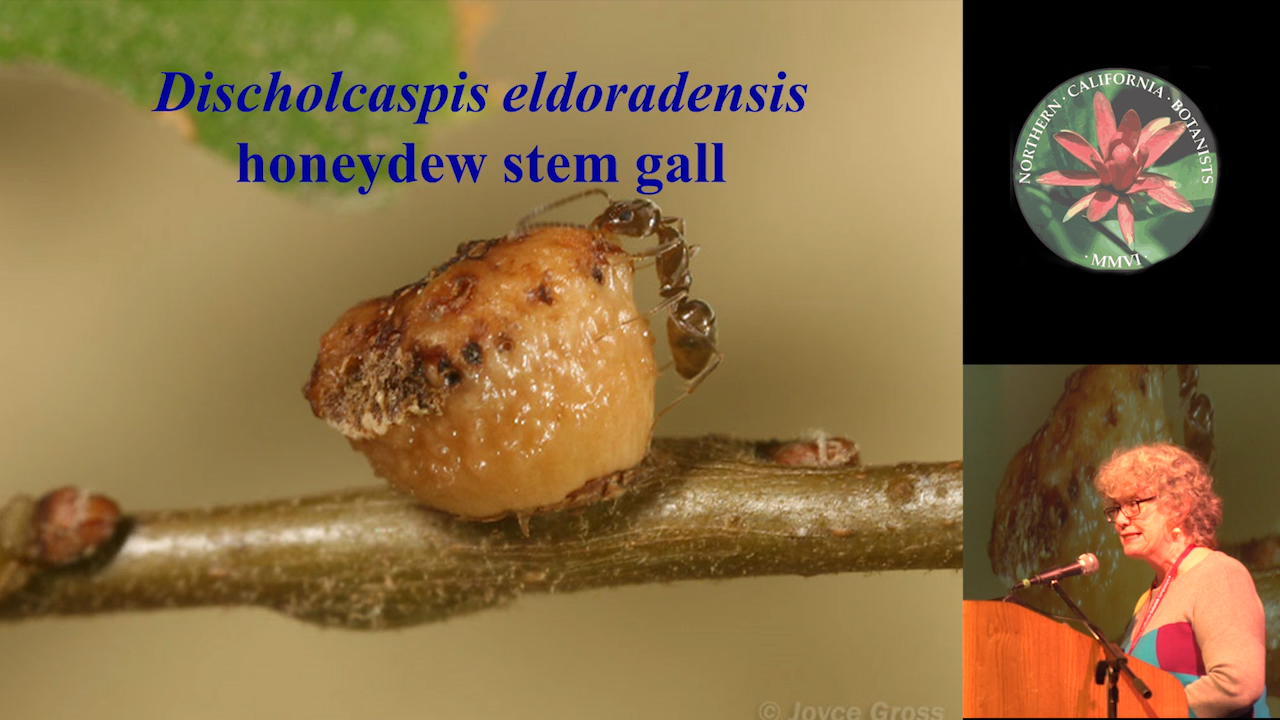 Discholcaspis eldoradensis
honeydew stem gall
NORTHERN · CALIFORNIA · BOTANISTS
· MMVI ·
© Joyce Gross